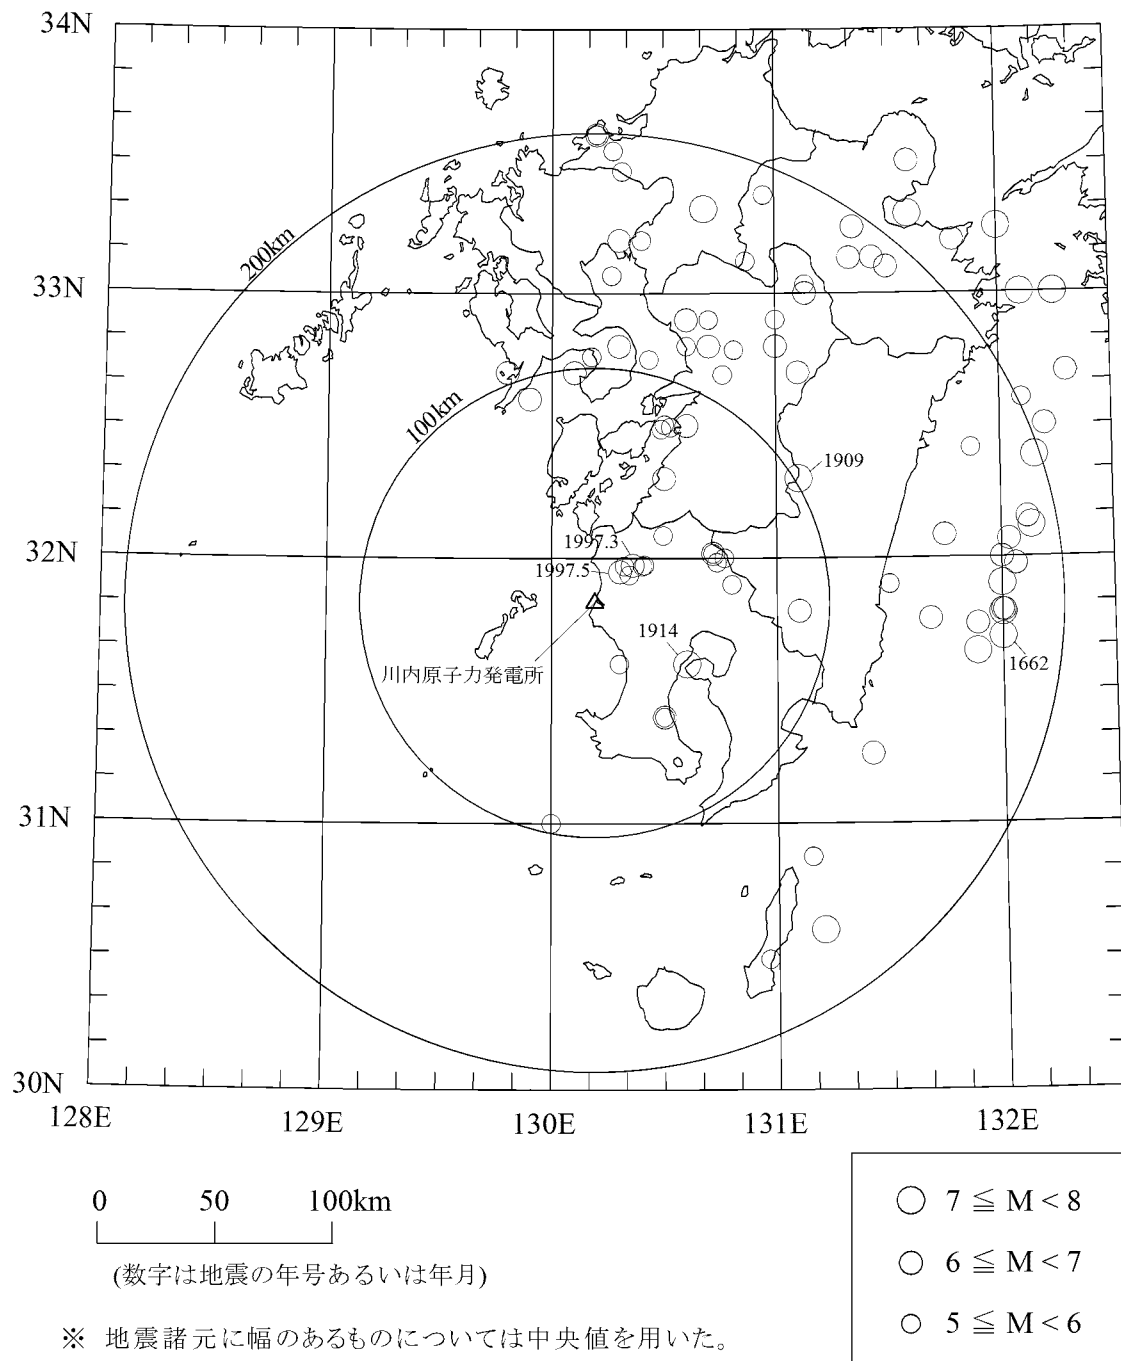 34N
200km
33N
100km
1909
32N
1997.3
1997.5
1914
川内原子力発電所
1662
31N
30N
128E 129E 130E 131E 132E
0 50 100km
(数字は地震の年号あるいは年月)
※ 地震諸元に幅のあるものについては中央値を用いた。
7 ≦ M < 8
6 ≦ M < 7
5 ≦ M < 6